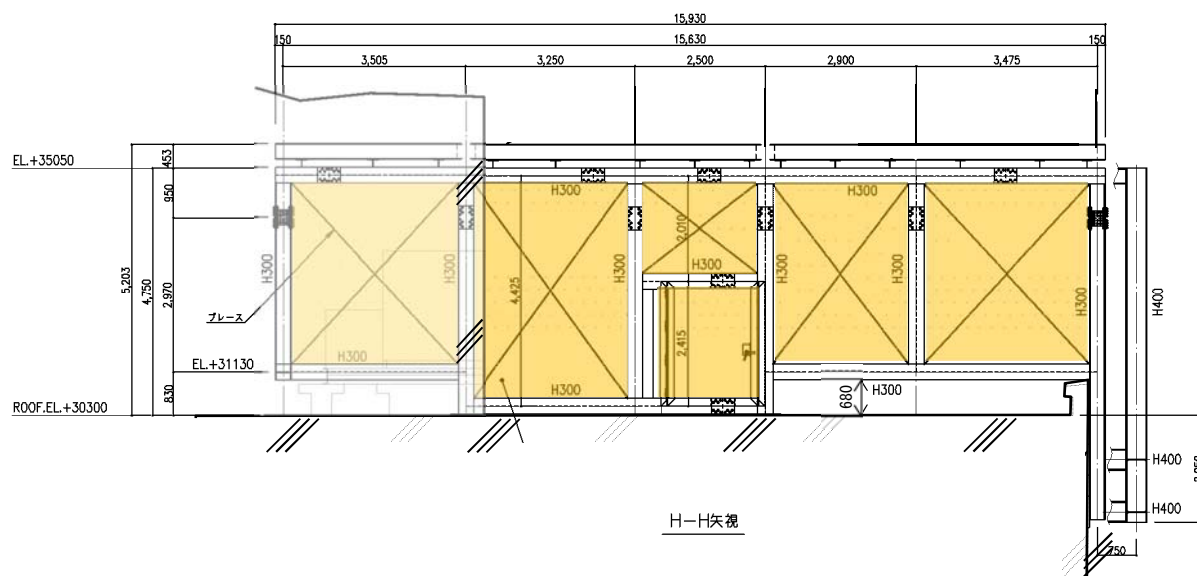 15,930
150
15,630
150
3,505
3,250
2,500
2,900
3,475
EL.+35050
453
950
5,203
4,750
2,970
830
H300
H300
H300
2,010
H300
H300
H300
H300
H300
H300
H400
4,425
ブレース
2,415
H300
EL.+31130
H300
H300
680
ROOF.EL.+30300
H400
H400
H-H矢視
750